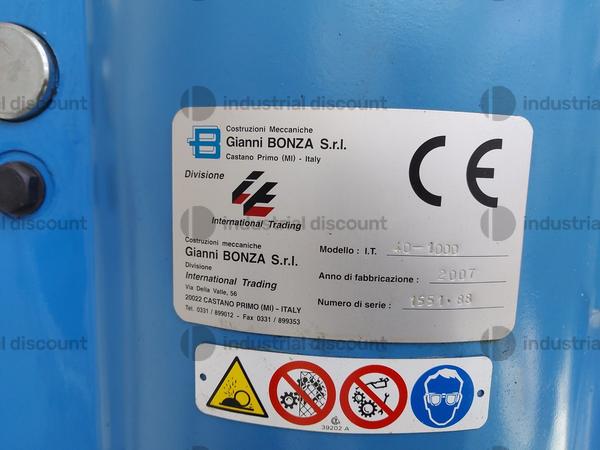 Costruzioni Meccaniche
Gianni BONZA S.r.l.
Castano Primo (MI) - Italy
CE
Divisione
International Trading
Costruzioni meccaniche
Gianni BONZA S.r.l.
Divisione
International Trading
Via Della Valle, 56
20022 CASTANO PRIMO (MI) - ITALY
Tel. 0331 / 899012 - Fax 0331 / 899353
Modello : I.T. 40-1000
Anno di fabbricazione : 2007
Numero di serie : 1551·88
39202 A
industrial discount